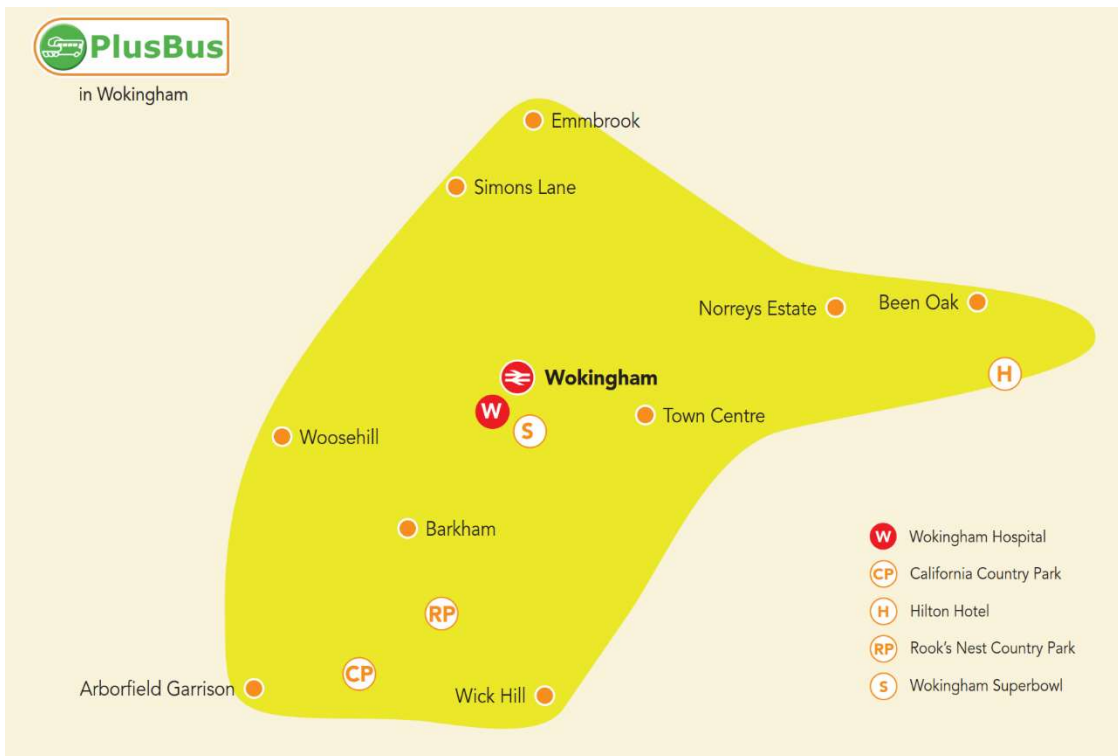 PlusBus
in Wokingham
Emmbrook
Simons Lane
Norreys Estate
Been Oak
H
Wokingham
W
S
Town Centre
Woosehill
Barkham
RP
CP
Arborfield Garrison
Wick Hill
W Wokingham Hospital
CP California Country Park
H Hilton Hotel
RP Rook's Nest Country Park
S Wokingham Superbowl